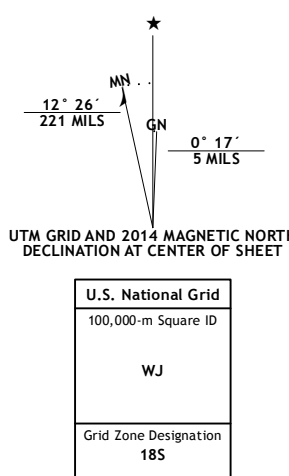 MN
12° 26´
221 MILS
GN
0° 17´
5 MILS
UTM GRID AND 2014 MAGNETIC NORT
DECLINATION AT CENTER OF SHEET
U.S. National Grid
100,000-m Square ID
WJ
Grid Zone Designation
18S